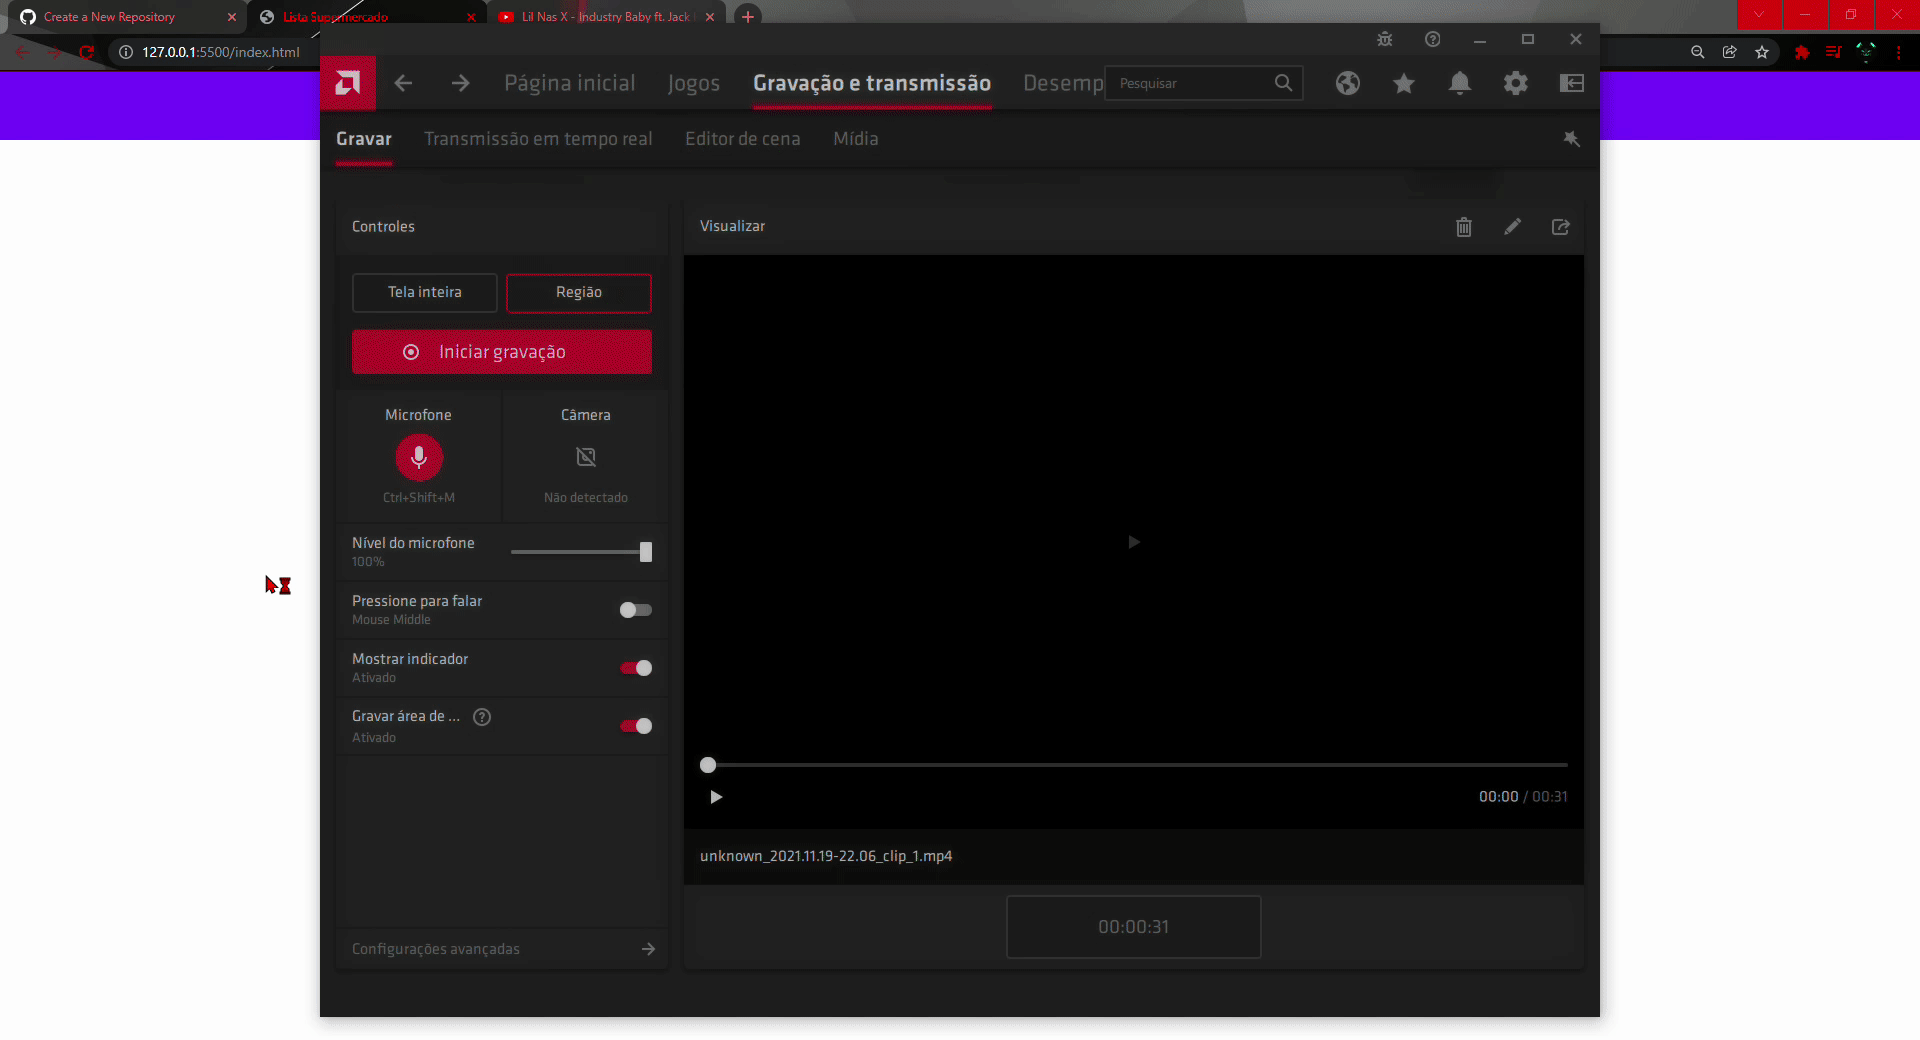 Create a New Repository
Lista Supermercado
Lil Nas X - Industry Baby ft. Jack
127.0.0.1:5500/index.html
Página inicial
Jogos
Gravação e transmissão
Desemp
Pesquisar
Gravar
Transmissão em tempo real
Editor de cena
Mídia
Controles
Visualizar
Tela inteira
Região
Iniciar gravação
Microfone
Câmera
Ctrl+Shift+M
Não detectado
Nível do microfone
100%
Pressione para falar
Mouse Middle
Mostrar indicador
Ativado
Gravar área de ...
Ativado
00:00 / 00:31
unknown_2021.11.19-22.06_clip_1.mp4
00:00:31
Configurações avançadas